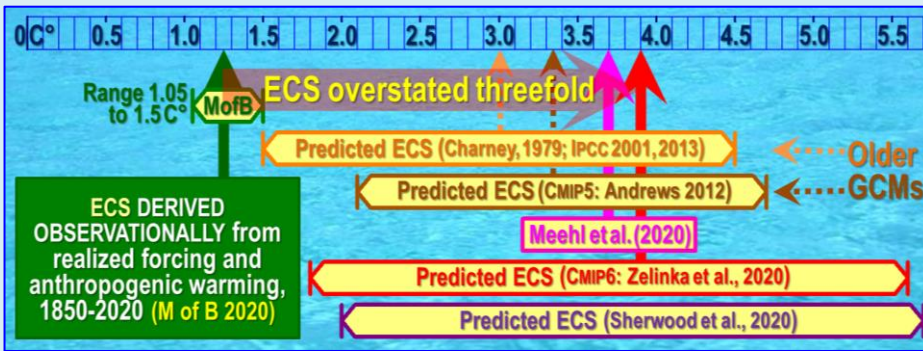 0 C° 0.5 1.0 1.5 2.0 2.5 3.0 3.5 4.0 4.5 5.0 5.5
Range 1.05
to 1.5 C°
MofB
ECS overstated threefold
Predicted ECS (Charney, 1979; IPCC 2001, 2013)
Older
GCMs
Predicted ECS (CMIP5: Andrews 2012)
Meehl et al. (2020)
Predicted ECS (CMIP6: Zelinka et al., 2020)
Predicted ECS (Sherwood et al., 2020)
ECS DERIVED
OBSERVATIONALLY from
realized forcing and
anthropogenic warming,
1850-2020 (M of B 2020)